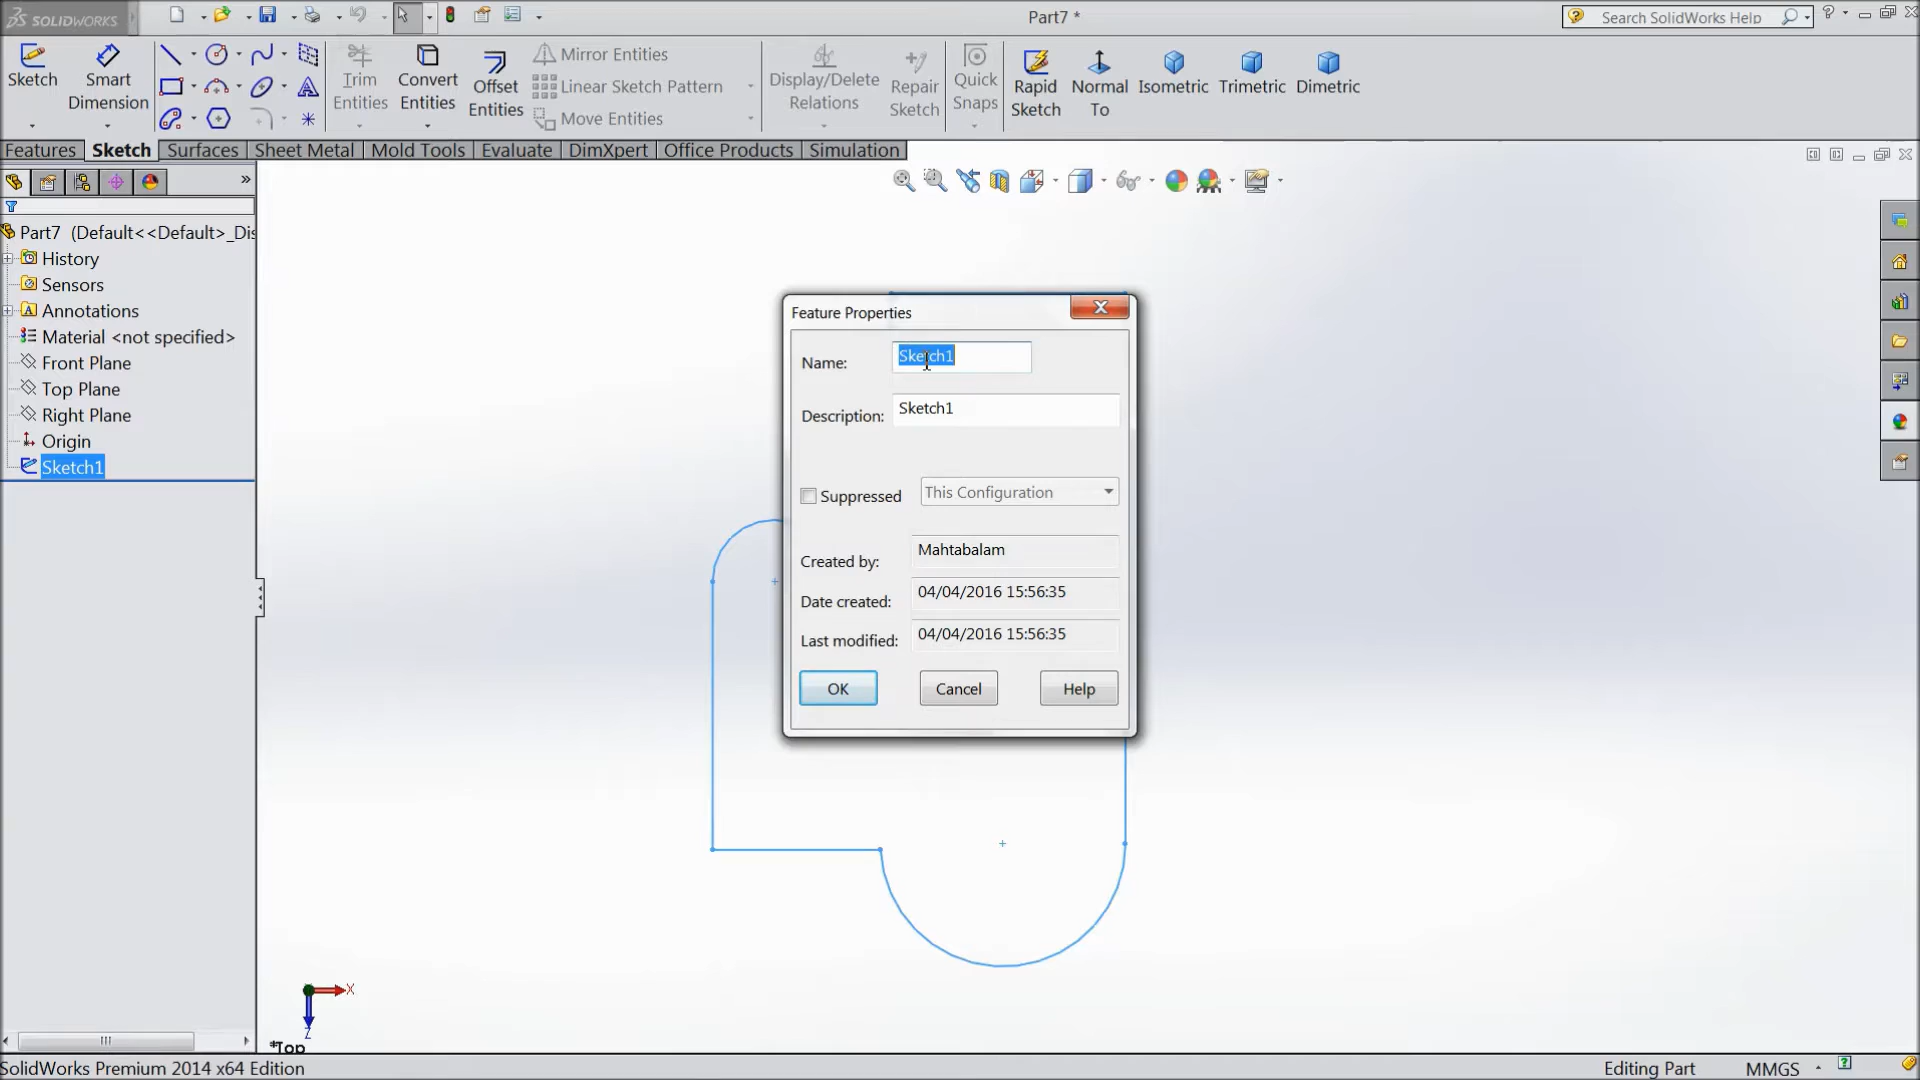 SOLIDWORKS
Part7 *
Search SolidWorks Help
Sketch
Smart Dimension
Trim Entities
Convert Entities
Offset Entities
Mirror Entities
Linear Sketch Pattern
Move Entities
Display/Delete Relations
Repair Sketch
Quick Snaps
Rapid Sketch
Normal To
Isometric
Trimetric
Dimetric
Features
Sketch
Surfaces
Sheet Metal
Mold Tools
Evaluate
DimXpert
Office Products
Simulation
Part7 (Default<<Default>_Dis
History
Sensors
Annotations
Material <not specified>
Front Plane
Top Plane
Right Plane
Origin
Sketch1
Feature Properties
Name: Sketch1
Description: Sketch1
Suppressed This Configuration
Created by: Mahtabalam
Date created: 04/04/2016 15:56:35
Last modified: 04/04/2016 15:56:35
OK Cancel Help
X
Z
*Top
SolidWorks Premium 2014 x64 Edition
Editing Part
MMGS